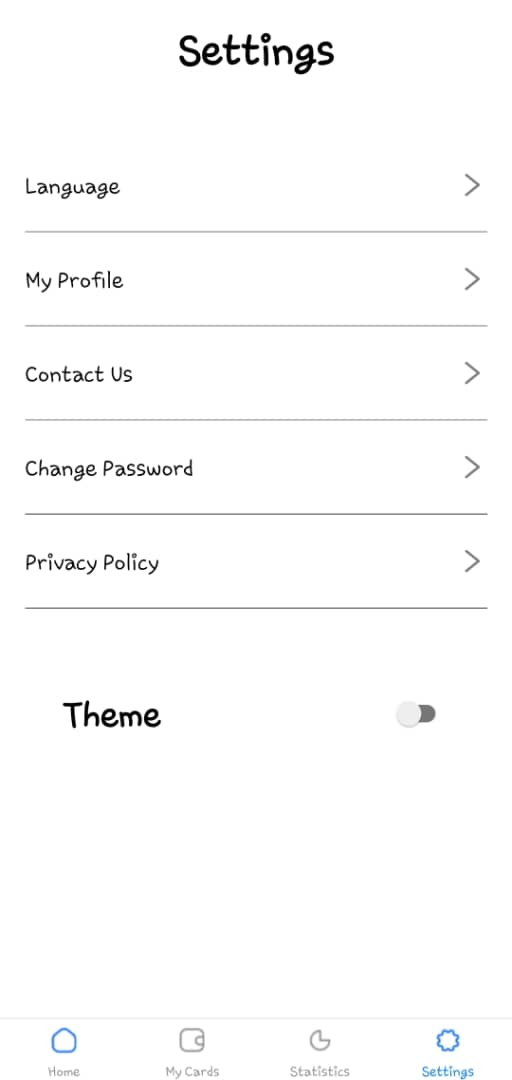 Settings
Language
My Profile
Contact Us
Change Password
Privacy Policy
Theme
Home
My Cards
Statistics
Settings